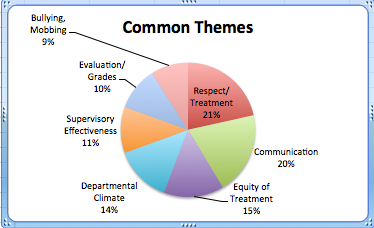 Common Themes
Bullying,
Mobbing
9%
Evaluation/
Grades
10%
Respect/
Treatment
21%
Supervisory
Effectiveness
11%
Communication
20%
Departmental
Climate
14%
Equity of
Treatment
15%